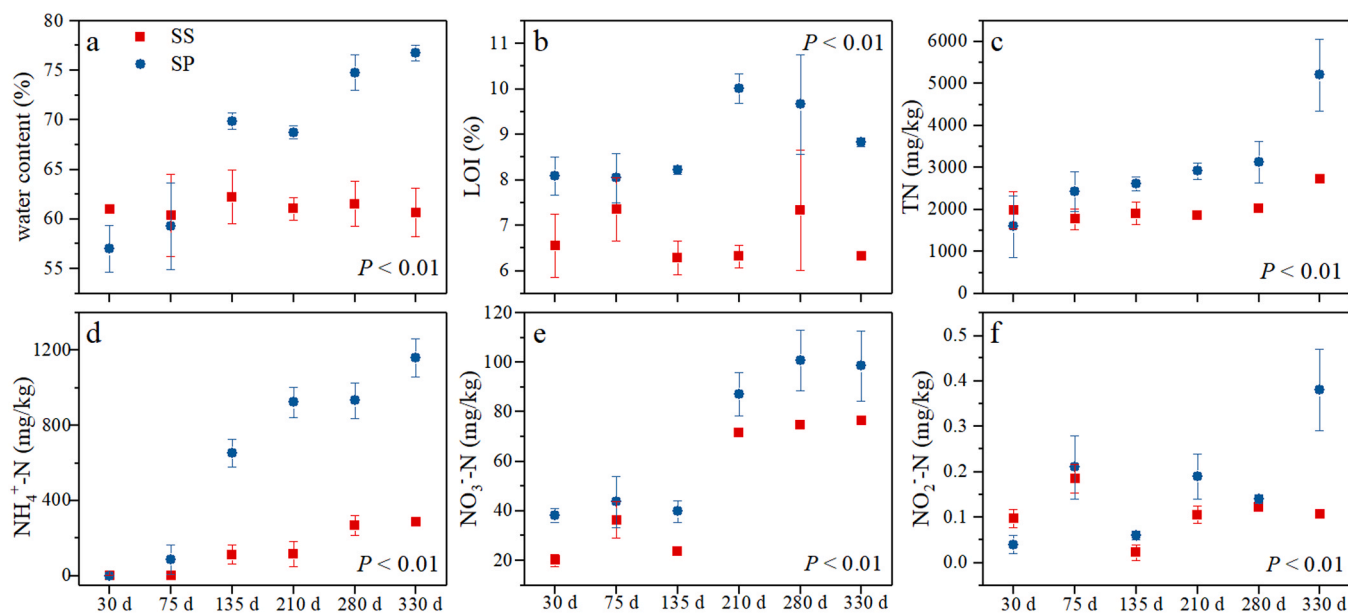 a
SS
SP
water content (%)
80
75
70
65
60
55
P < 0.01
b
P < 0.01
LOI (%)
11
10
9
8
7
6
c
TN (mg/kg)
6000
5000
4000
3000
2000
1000
0
P < 0.01
d
NH₄⁺-N (mg/kg)
1200
800
400
0
P < 0.01
30 d 75 d 135 d 210 d 280 d 330 d
e
NO₃⁻-N (mg/kg)
120
100
80
60
40
20
P < 0.01
30 d 75 d 135 d 210 d 280 d 330 d
f
NO₂⁻-N (mg/kg)
0.5
0.4
0.3
0.2
0.1
0.0
P < 0.01
30 d 75 d 135 d 210 d 280 d 330 d